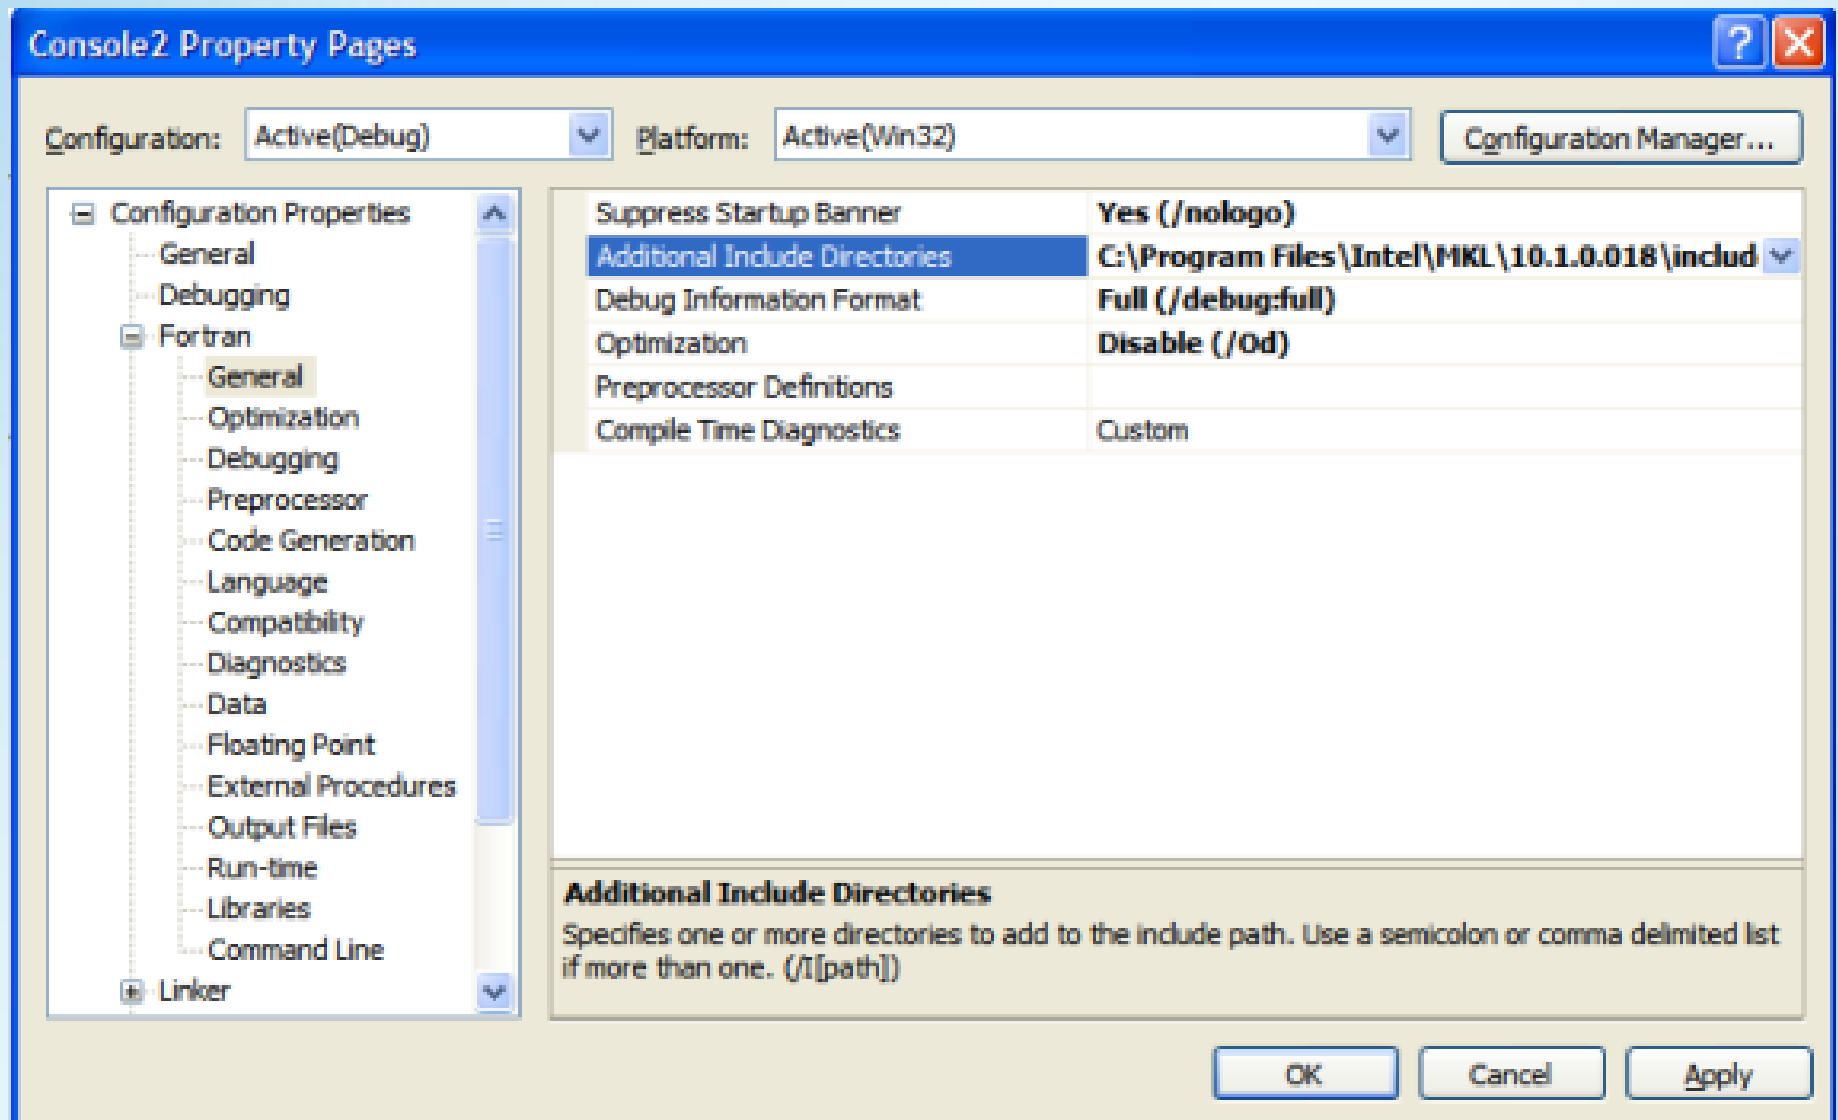 Console2 Property Pages
Configuration: Active(Debug) Platform: Active(Win32) Configuration Manager...
Configuration Properties
General
Debugging
Fortran
General
Optimization
Debugging
Preprocessor
Code Generation
Language
Compatibility
Diagnostics
Data
Floating Point
External Procedures
Output Files
Run-time
Libraries
Command Line
Linker
Suppress Startup Banner Yes (/nologo)
Additional Include Directories C:\Program Files\Intel\MKL\10.1.0.018\includ
Debug Information Format Full (/debug:full)
Optimization Disable (/Od)
Preprocessor Definitions
Compile Time Diagnostics Custom
Additional Include Directories
Specifies one or more directories to add to the include path. Use a semicolon or comma delimited list
if more than one. (/I[path])
OK Cancel Apply